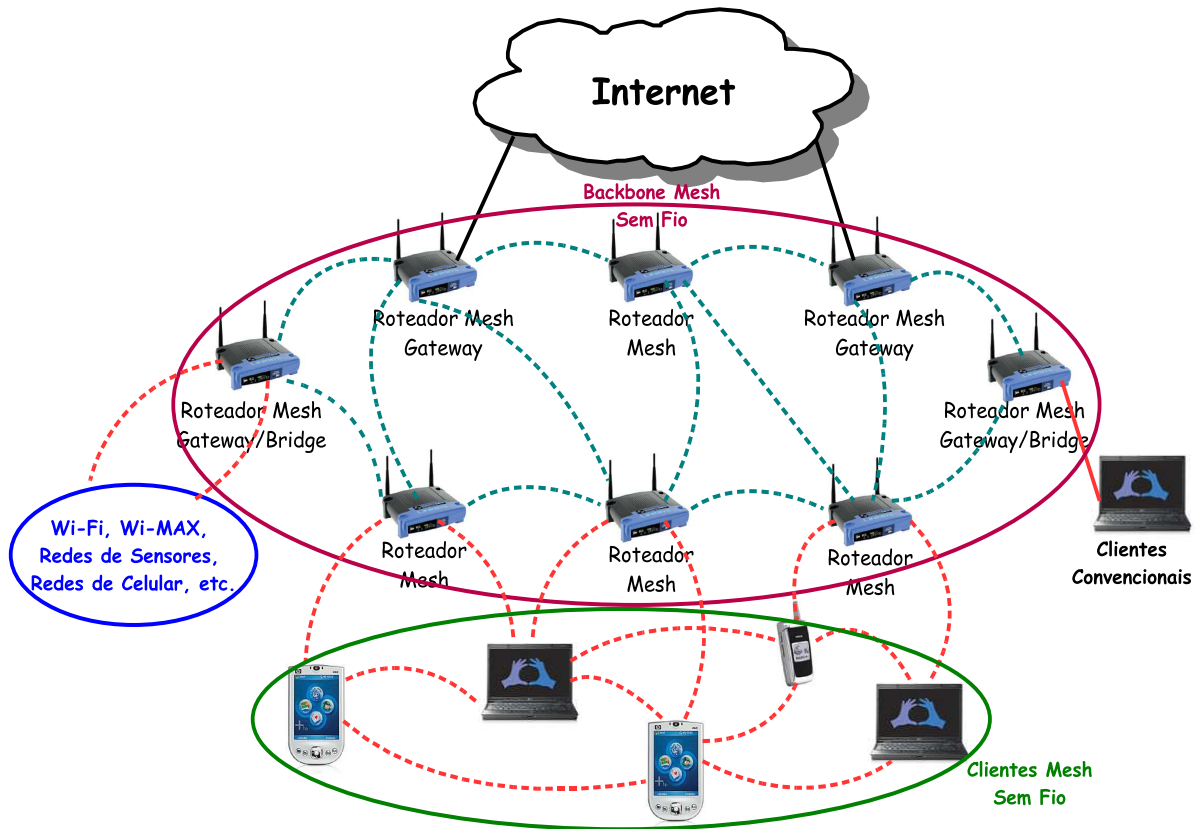 Internet
Backbone Mesh
Sem Fio
Roteador Mesh
Gateway
Roteador
Mesh
Roteador Mesh
Gateway
Roteador Mesh
Gateway/Bridge
Roteador Mesh
Gateway/Bridge
Wi-Fi, Wi-MAX,
Redes de Sensores,
Redes de Celular, etc.
Roteador
Mesh
Roteador
Mesh
Roteador
Mesh
Clientes
Convencionais
Clientes Mesh
Sem Fio